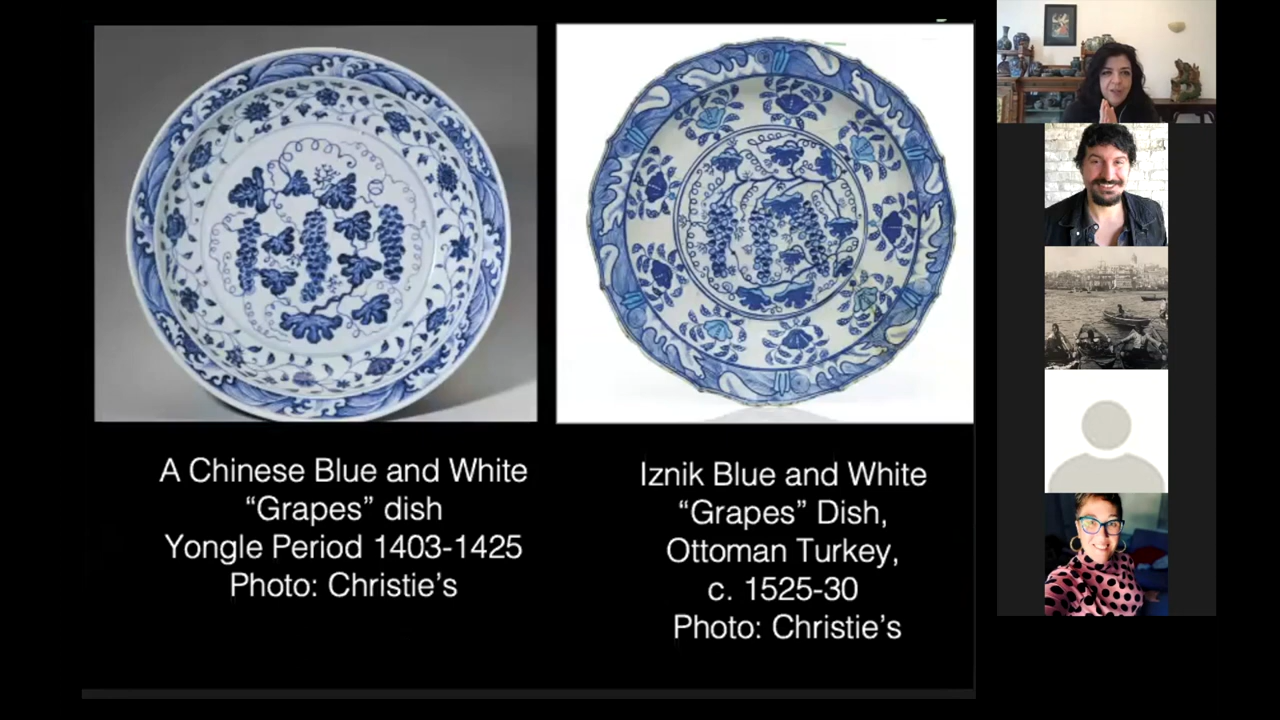 A Chinese Blue and White
“Grapes” dish
Yongle Period 1403-1425
Photo: Christie’s
Iznik Blue and White
“Grapes” Dish,
Ottoman Turkey,
c. 1525-30
Photo: Christie’s